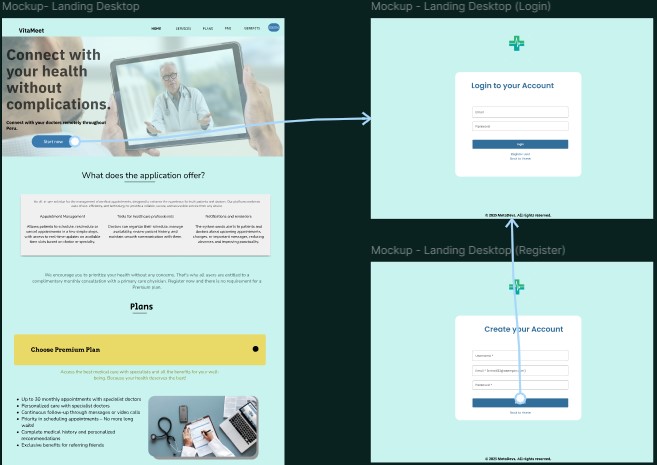 Mockup- Landing Desktop
VitaMeet
HOME
SERVICES
PLANS
FAQ
BENEFITS
Connect with
your health
without
complications.
Connect with your doctors remotely throughout
Peru.
Start now
What does the application offer?
Appointment Management
Tools for healthcare professionals
Notifications and reminders
Allows patients to schedule, reschedule or
cancel appointments in a few simple steps,
with access to real-time updates on available
time slots based on doctor or specialty.
Doctors can organize their schedule, manage
availability, review patient history, and
maintain smooth communication with them.
The system sends alerts to patients and
doctors about upcoming appointments,
changes, or important messages, reducing
absences, and improving punctuality.
We encourage you to prioritize your health without any concerns. That's why all users are entitled to a
complimentary monthly consultation with a primary care physician. Register now and there is no requirement for a
Premium plan.
Plans
Choose Premium Plan
Access the best medical care with specialists and all the benefits for your well-
being. Because your health deserves the best!
Up to 30 monthly appointments with specialist doctors
Personalized care with specialist doctors
Continuous follow-up through messages or video calls
Priority in scheduling appointments – No more long
waits!
Complete medical history and personalized
recommendations
Exclusive benefits for referring friends
Mockup - Landing Desktop (Login)
Login to your Account
Email
Password
login
Register now
Back to home
© 2025 MetaDevs. All rights reserved.
Mockup - Landing Desktop (Register)
Create your Account
Username *
Password *
Back to home
© 2025 MetaDevs. All rights reserved.